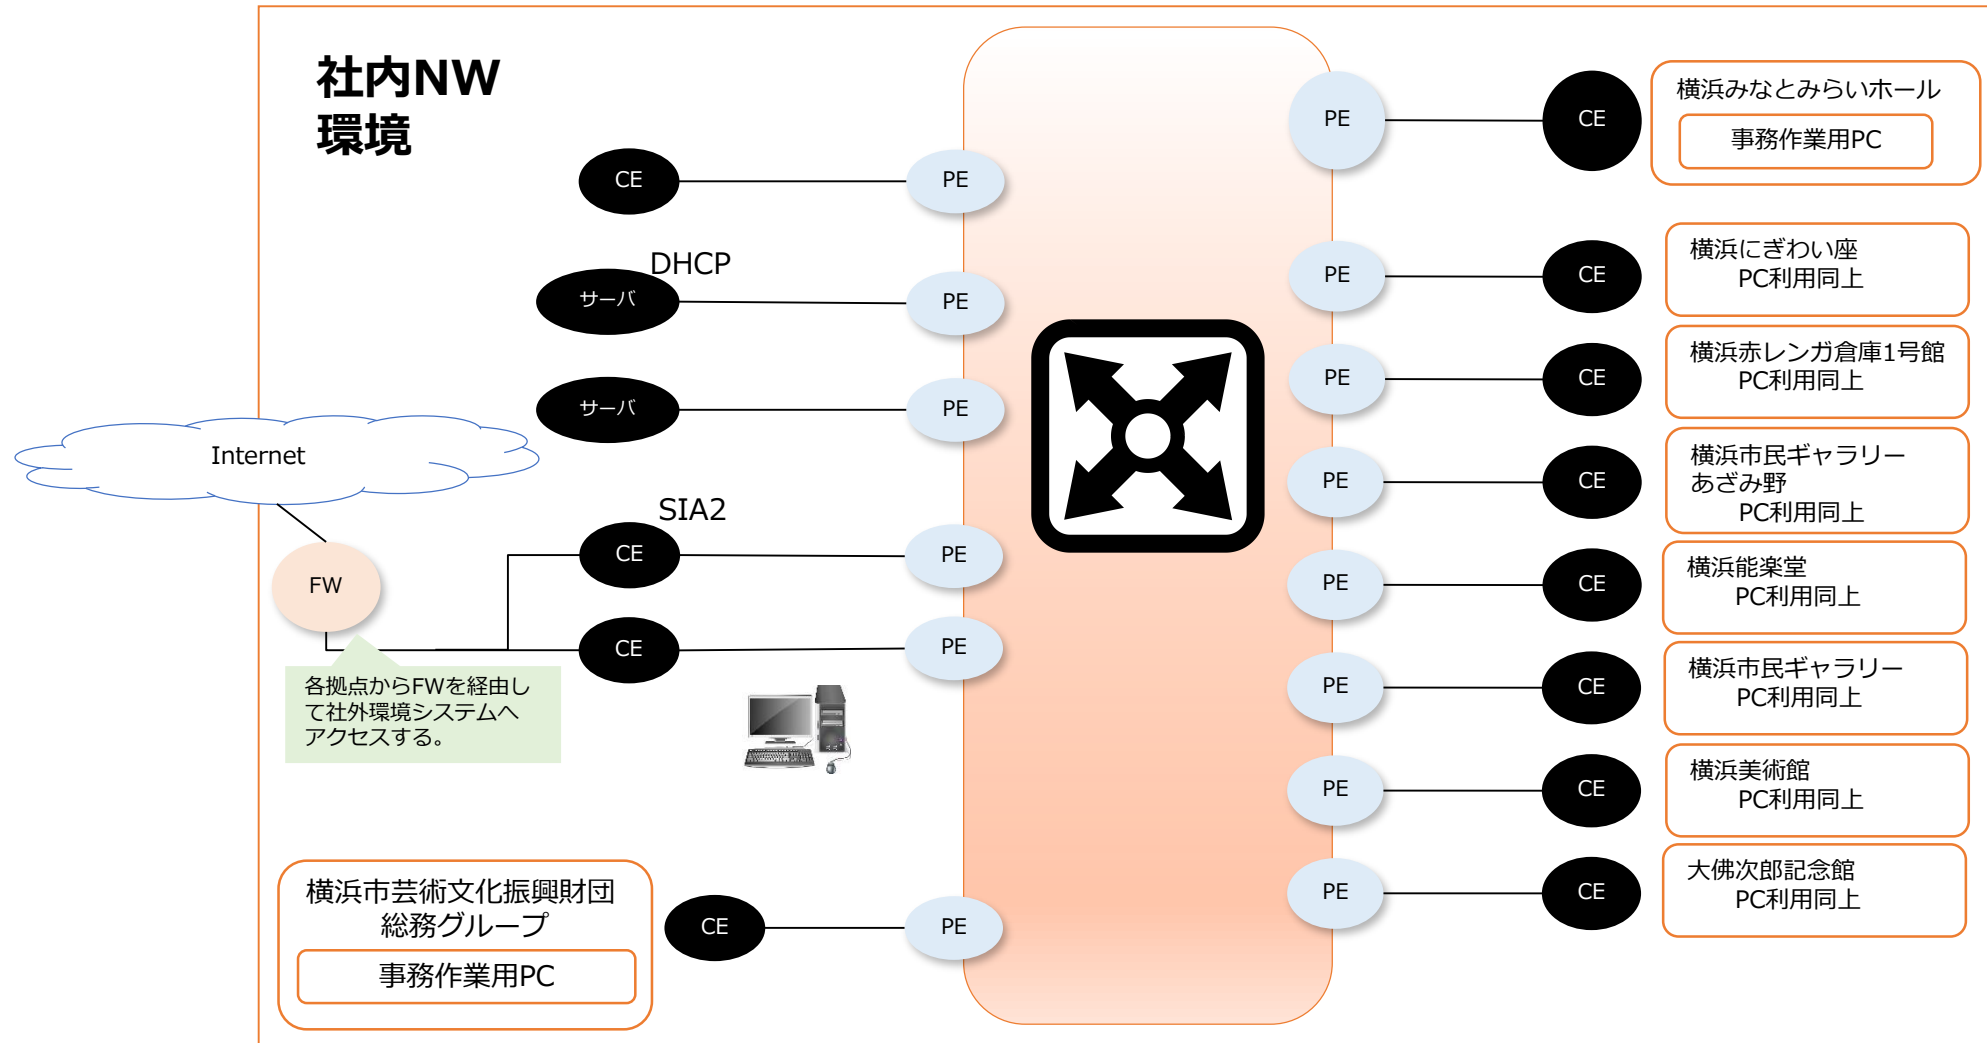 社内NW
環境
CE
PE
DHCP
サーバ
PE
サーバ
PE
Internet
SIA2
CE
PE
FW
CE
PE
各拠点からFWを経由し
て社外環境システムへ
アクセスする。
横浜市芸術文化振興財団
総務グループ
事務作業用PC
CE
PE
PE
CE
横浜みなとみらいホール
事務作業用PC
PE
CE
横浜にぎわい座
PC利用同上
PE
CE
横浜赤レンガ倉庫1号館
PC利用同上
PE
CE
横浜市民ギャラリー
あざみ野
PC利用同上
PE
CE
横浜能楽堂
PC利用同上
PE
CE
横浜市民ギャラリー
PC利用同上
PE
CE
横浜美術館
PC利用同上
PE
CE
大佛次郎記念館
PC利用同上